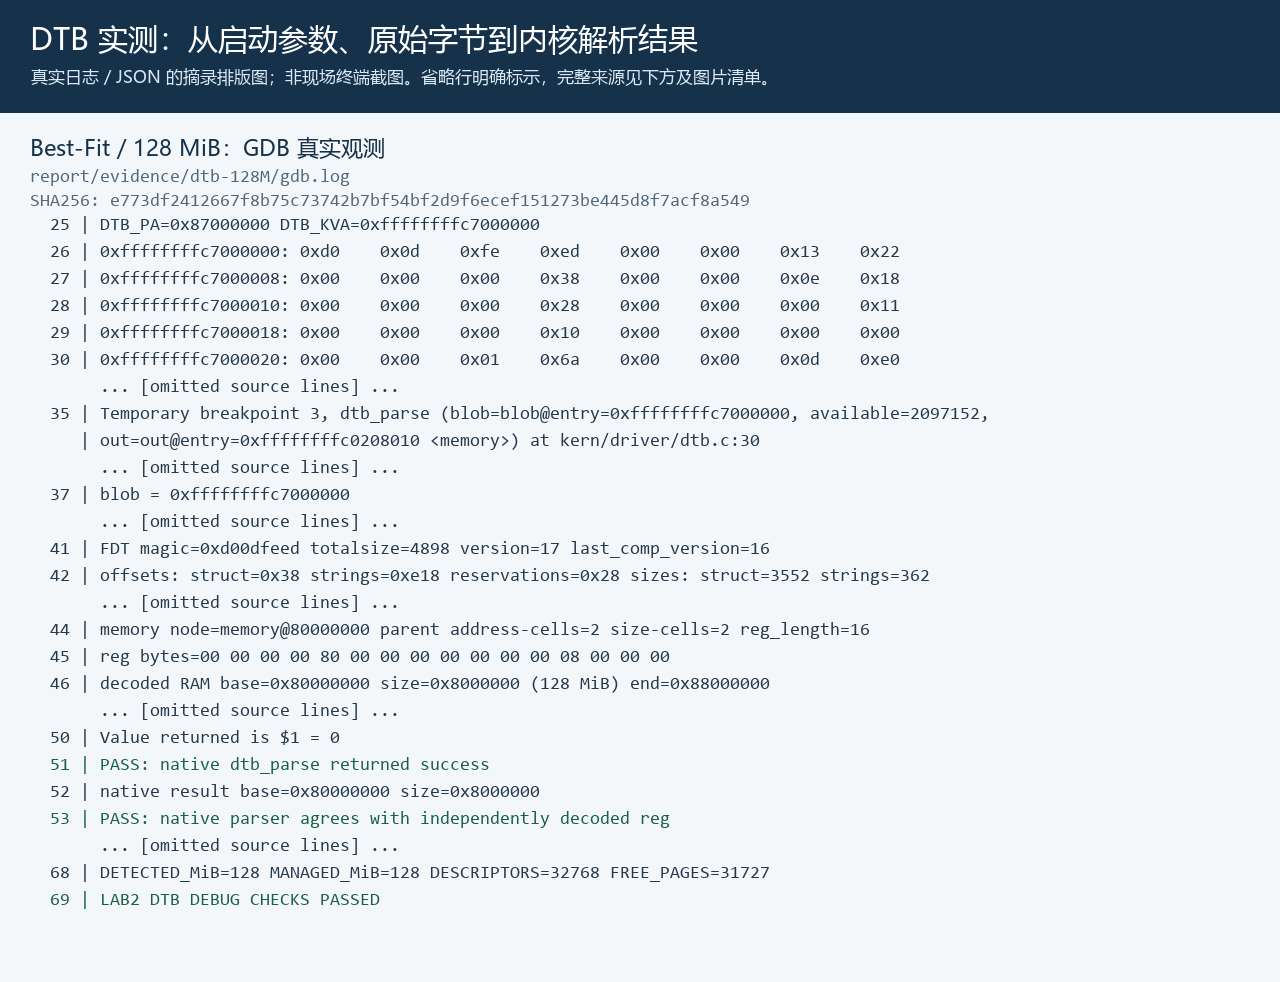 DTB 实测：从启动参数、原始字节到内核解析结果
真实日志 / JSON 的摘录排版图；非现场终端截图。省略行明确标示，完整来源见下方及图片清单。
Best-Fit / 128 MiB：GDB 真实观测
report/evidence/dtb-128M/gdb.log
SHA256: e773df2412667f8b75c73742b7bf54bf2d9f6ecef151273be445d8f7acf8a549
25 | DTB_PA=0x87000000 DTB_KVA=0xffffffffc7000000
26 | 0xffffffffc7000000: 0xd0 0x0d 0xfe 0xed 0x00 0x00 0x13 0x22
27 | 0xffffffffc7000008: 0x00 0x00 0x00 0x38 0x00 0x00 0x0e 0x18
28 | 0xffffffffc7000010: 0x00 0x00 0x00 0x28 0x00 0x00 0x00 0x11
29 | 0xffffffffc7000018: 0x00 0x00 0x00 0x10 0x00 0x00 0x00 0x00
30 | 0xffffffffc7000020: 0x00 0x00 0x01 0x6a 0x00 0x00 0x0d 0xe0
... [omitted source lines] ...
35 | Temporary breakpoint 3, dtb_parse (blob=blob@entry=0xffffffffc7000000, available=2097152,
| out=out@entry=0xffffffffc0208010 <memory>) at kern/driver/dtb.c:30
... [omitted source lines] ...
37 | blob = 0xffffffffc7000000
... [omitted source lines] ...
41 | FDT magic=0xd00dfeed totalsize=4898 version=17 last_comp_version=16
42 | offsets: struct=0x38 strings=0xe18 reservations=0x28 sizes: struct=3552 strings=362
... [omitted source lines] ...
44 | memory node=memory@80000000 parent address-cells=2 size-cells=2 reg_length=16
45 | reg bytes=00 00 00 00 80 00 00 00 00 00 00 00 08 00 00 00
46 | decoded RAM base=0x80000000 size=0x8000000 (128 MiB) end=0x88000000
... [omitted source lines] ...
50 | Value returned is $1 = 0
51 | PASS: native dtb_parse returned success
52 | native result base=0x80000000 size=0x8000000
53 | PASS: native parser agrees with independently decoded reg
... [omitted source lines] ...
68 | DETECTED_MiB=128 MANAGED_MiB=128 DESCRIPTORS=32768 FREE_PAGES=31727
69 | LAB2 DTB DEBUG CHECKS PASSED